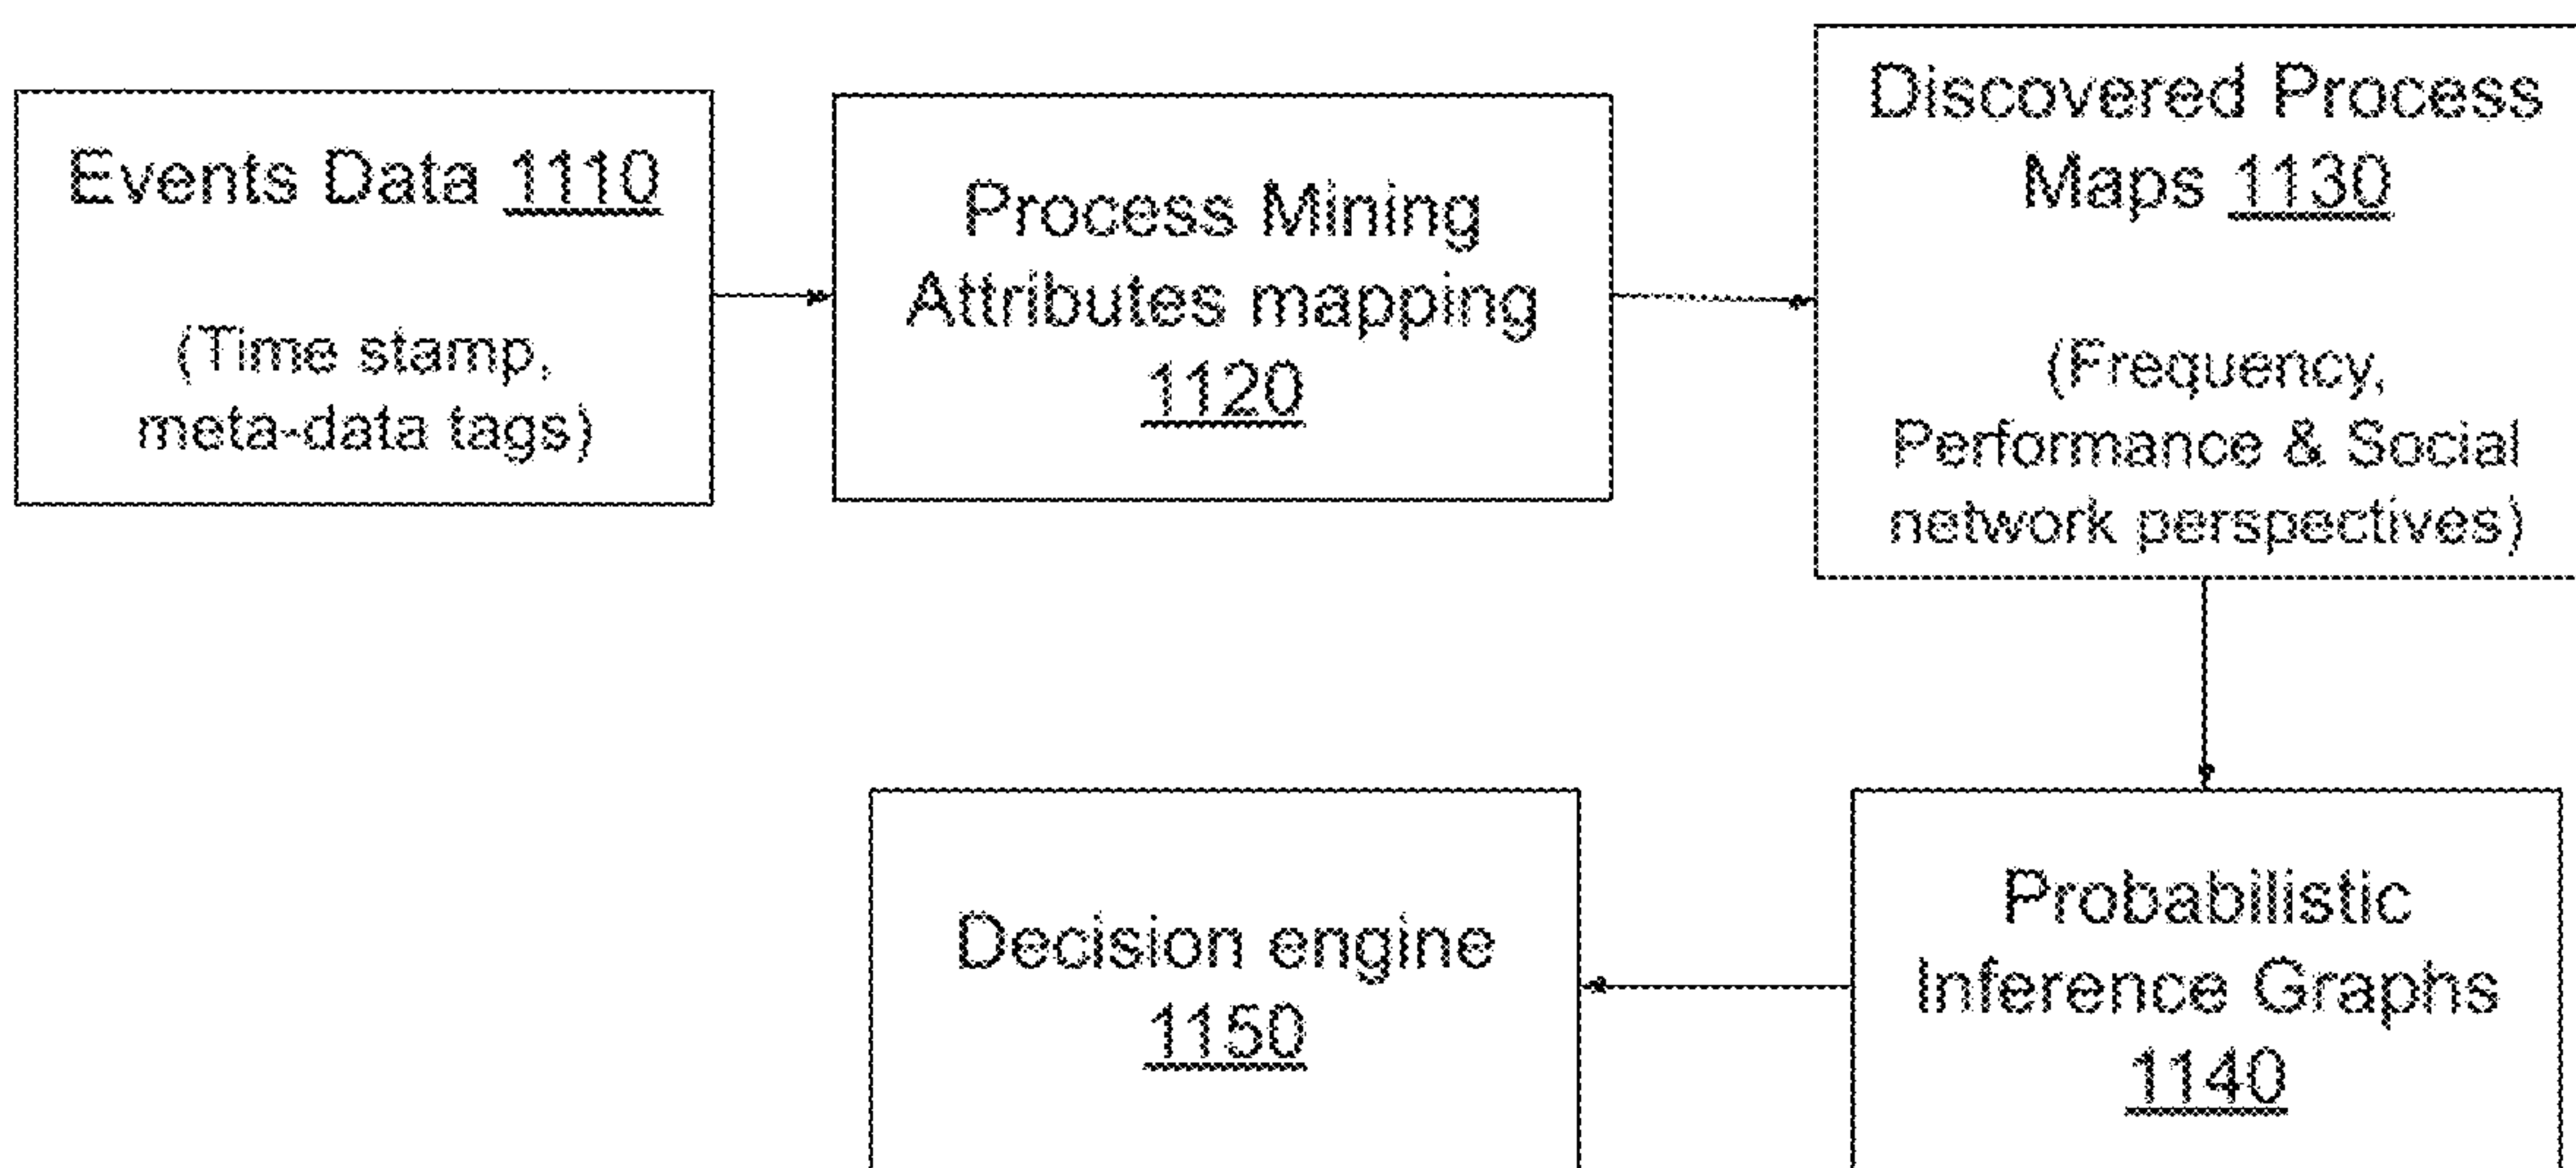 Events Data 1110
(Time stamp,
meta-data tags)
Process Mining
Attributes mapping
1120
Discovered Process
Maps 1130
(Frequency,
Performance & Social
network perspectives)
Probabilistic
Inference Graphs
1140
Decision engine
1150